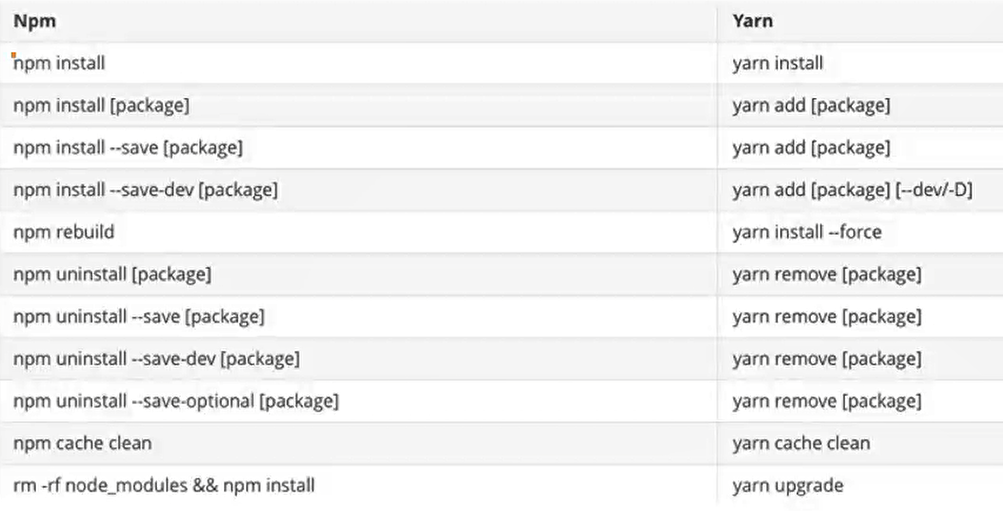 Npm Yarn
npm install yarn install
npm install [package] yarn add [package]
npm install --save [package] yarn add [package]
npm install --save-dev [package] yarn add [package] [--dev/-D]
npm rebuild yarn install --force
npm uninstall [package] yarn remove [package]
npm uninstall --save [package] yarn remove [package]
npm uninstall --save-dev [package] yarn remove [package]
npm uninstall --save-optional [package] yarn remove [package]
npm cache clean yarn cache clean
rm -rf node_modules && npm install yarn upgrade